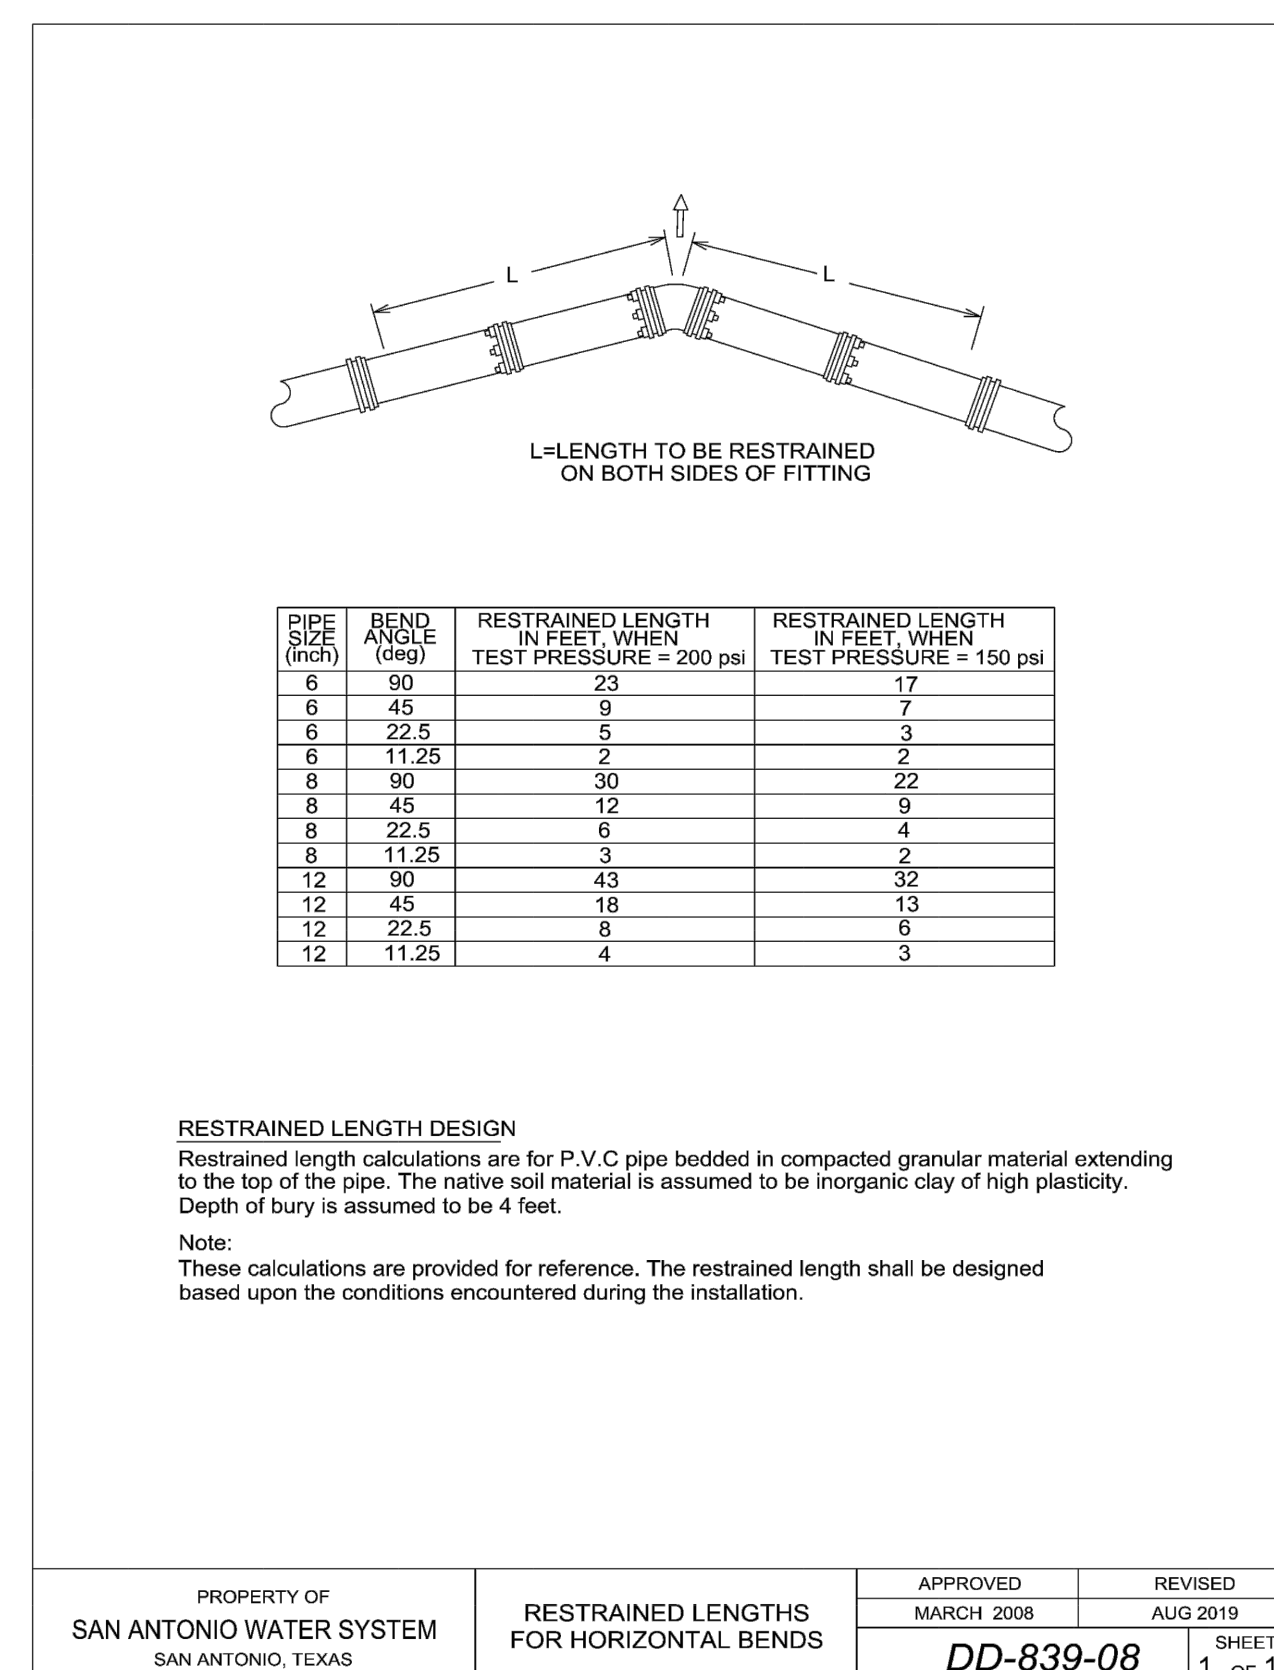 L
L
L=LENGTH TO BE RESTRAINED
ON BOTH SIDES OF FITTING
PIPE SIZE (inch) BEND ANGLE (deg) RESTRAINED LENGTH IN FEET, WHEN TEST PRESSURE = 200 psi RESTRAINED LENGTH IN FEET, WHEN TEST PRESSURE = 150 psi
6 90 23 17
6 45 9 7
6 22.5 5 3
6 11.25 2 2
8 90 30 22
8 45 12 9
8 22.5 6 4
8 11.25 3 2
12 90 43 32
12 45 18 13
12 22.5 8 6
12 11.25 4 3
RESTRAINED LENGTH DESIGN
Restrained length calculations are for P.V.C pipe bedded in compacted granular material extending
to the top of the pipe. The native soil material is assumed to be inorganic clay of high plasticity.
Depth of bury is assumed to be 4 feet.
Note:
These calculations are provided for reference. The restrained length shall be designed
based upon the conditions encountered during the installation.
PROPERTY OF
SAN ANTONIO WATER SYSTEM
SAN ANTONIO, TEXAS
RESTRAINED LENGTHS
FOR HORIZONTAL BENDS
APPROVED REVISED
MARCH 2008 AUG 2019
DD-839-08
SHEET
1 OF 1